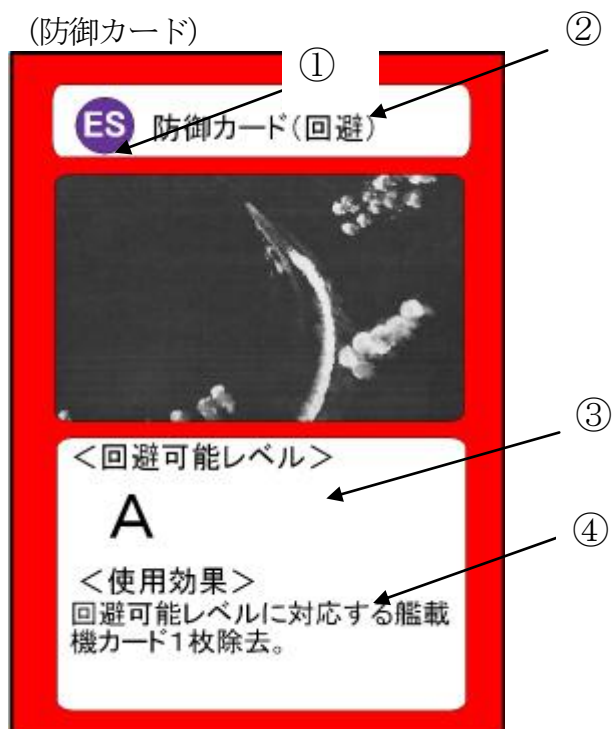 (防御カード)
①
②
ES 防御カード(回避)
<回避可能レベル>
③
A
④
<使用効果>
回避可能レベルに対応する艦載
機カード1枚除去。